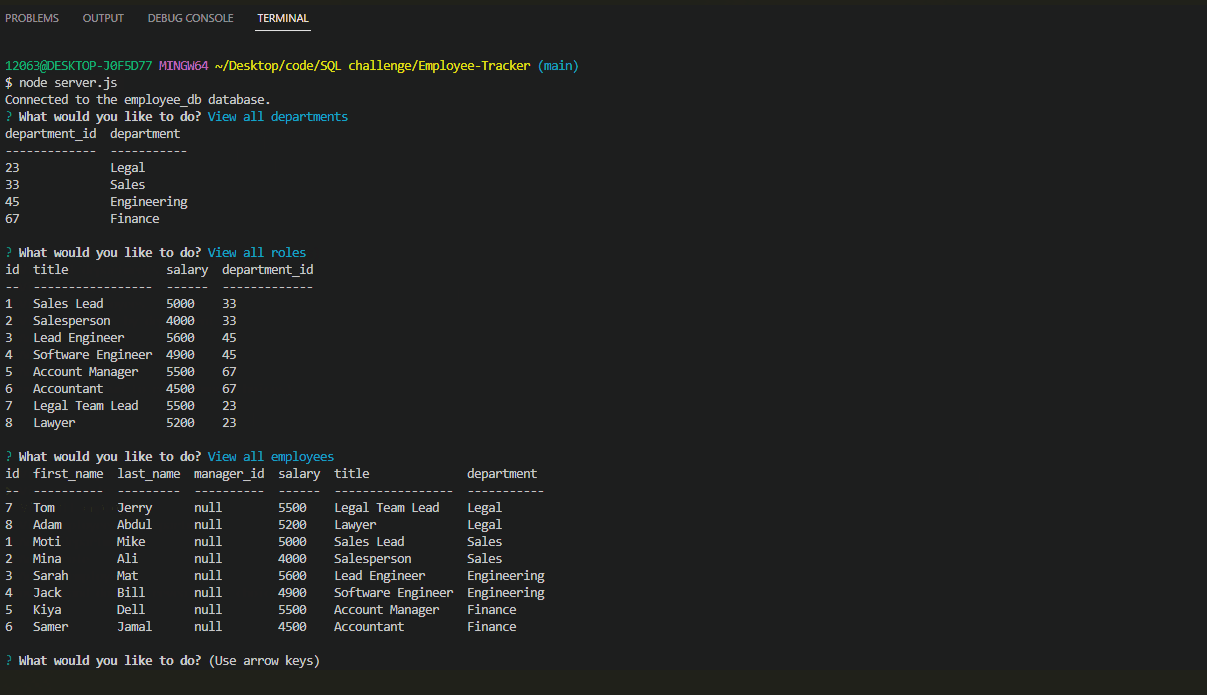 PROBLEMS OUTPUT DEBUG CONSOLE TERMINAL
12063@DESKTOP-J0F5D77 MINGW64 ~/Desktop/code/SQL challenge/Employee-Tracker (main)
$ node server.js
Connected to the employee_db database.
? What would you like to do? View all departments
department_id  department
-------------  -----------
23             Legal
33             Sales
45             Engineering
67             Finance
? What would you like to do? View all roles
id  title              salary  department_id
--  -----------------  ------  -------------
1   Sales Lead         5000    33
2   Salesperson        4000    33
3   Lead Engineer      5600    45
4   Software Engineer  4900    45
5   Account Manager    5500    67
6   Accountant         4500    67
7   Legal Team Lead    5500    23
8   Lawyer             5200    23
? What would you like to do? View all employees
id  first_name  last_name  manager_id  salary  title              department
--  ----------  ---------  ----------  ------  -----------------  -----------
7   Tom         Jerry      null        5500    Legal Team Lead    Legal
8   Adam        Abdul      null        5200    Lawyer             Legal
1   Moti        Mike       null        5000    Sales Lead         Sales
2   Mina        Ali        null        4000    Salesperson        Sales
3   Sarah       Mat        null        5600    Lead Engineer      Engineering
4   Jack        Bill       null        4900    Software Engineer  Engineering
5   Kiya        Dell       null        5500    Account Manager    Finance
6   Samer       Jamal      null        4500    Accountant         Finance
? What would you like to do? (Use arrow keys)